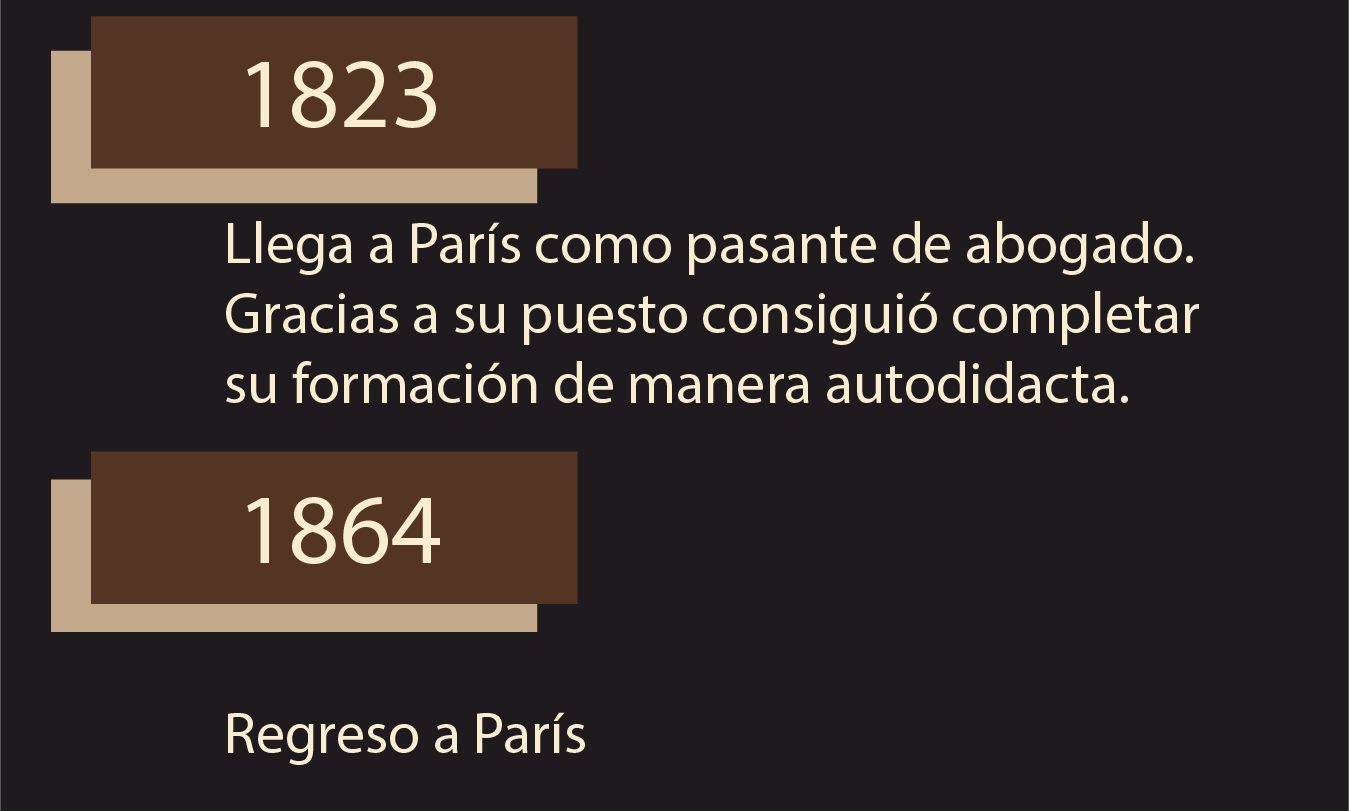 1823
Llega a París como pasante de abogado.
Gracias a su puesto consiguió completar
su formación de manera autodidacta.
1864
Regreso a París